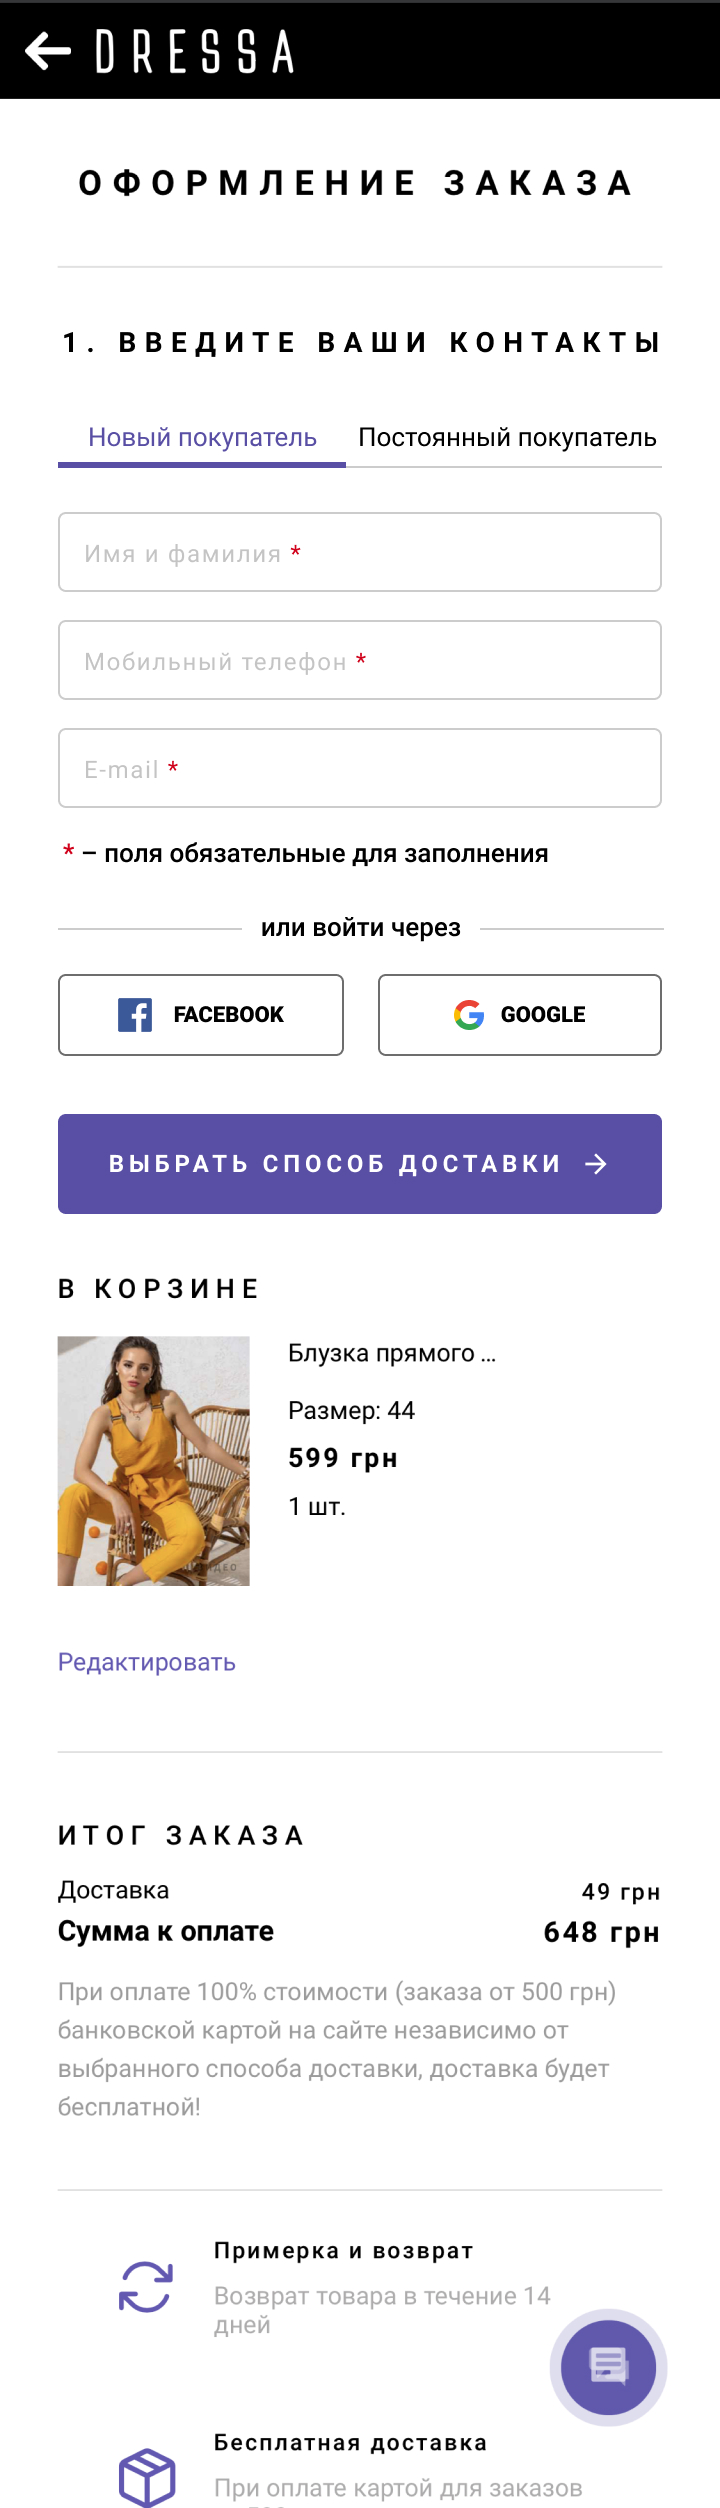 DRESSA
ОФОРМЛЕНИЕ ЗАКАЗА
1. ВВЕДИТЕ ВАШИ КОНТАКТЫ
Новый покупатель Постоянный покупатель
Имя и фамилия *
Мобильный телефон *
E-mail *
* – поля обязательные для заполнения
или войти через
FACEBOOK GOOGLE
ВЫБРАТЬ СПОСОБ ДОСТАВКИ →
В КОРЗИНЕ
Блузка прямого ...
Размер: 44
599 грн
1 шт.
Редактировать
ИТОГ ЗАКАЗА
Доставка 49 грн
Сумма к оплате 648 грн
При оплате 100% стоимости (заказа от 500 грн)
банковской картой на сайте независимо от
выбранного способа доставки, доставка будет
бесплатной!
Примерка и возврат
Возврат товара в течение 14
дней
Бесплатная доставка
При оплате картой для заказов